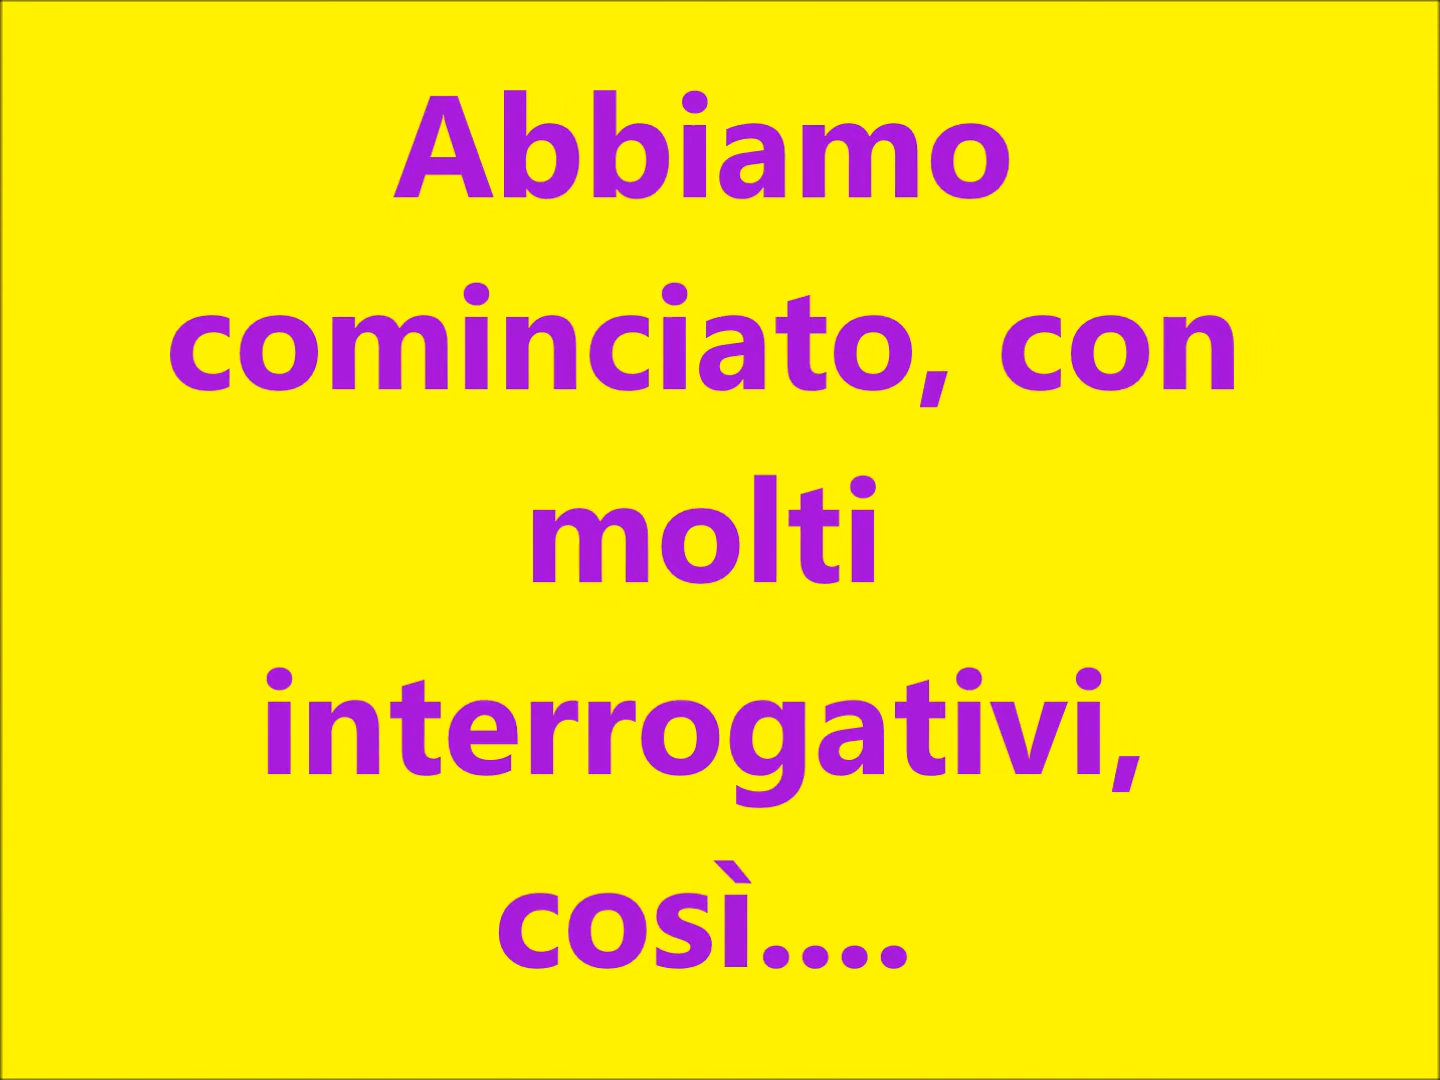 Abbiamo
cominciato, con
molti
interrogativi,
così....